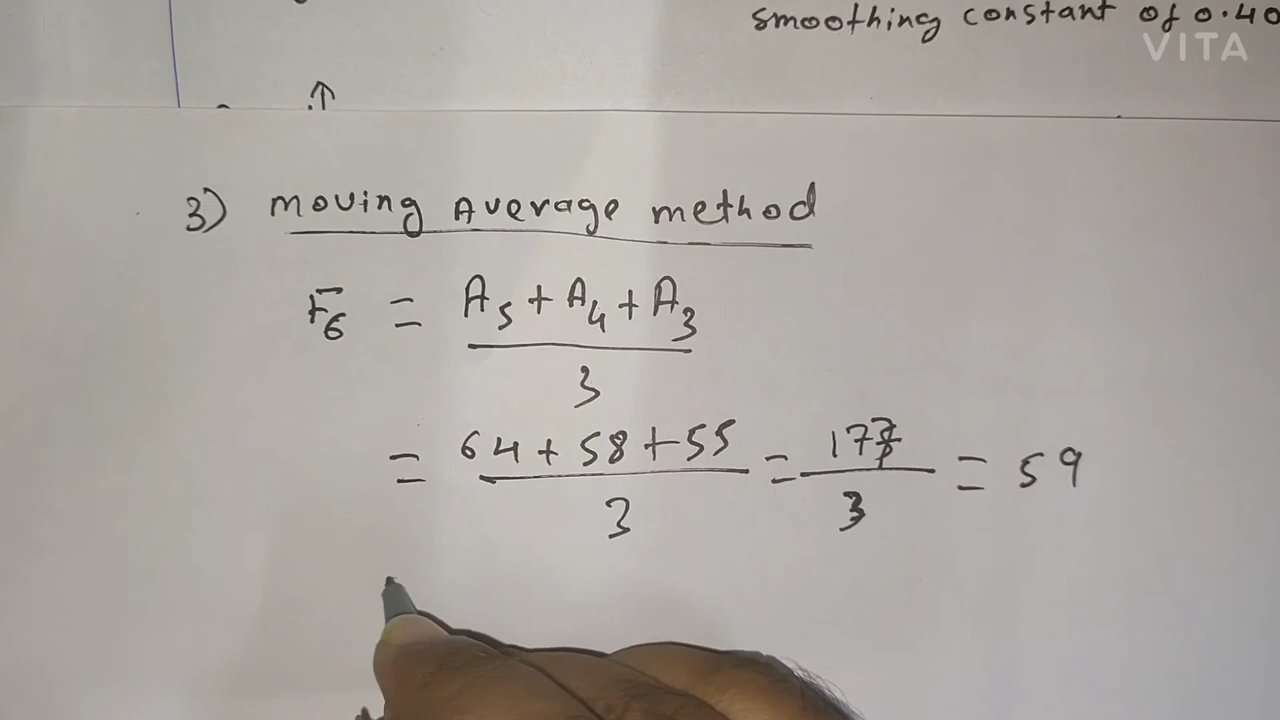 smoothing constant of 0.40
VITA
3) moving Average method
F6 = A5 + A4 + A3
3
= 64 + 58 + 55 = 177 = 59
3 3